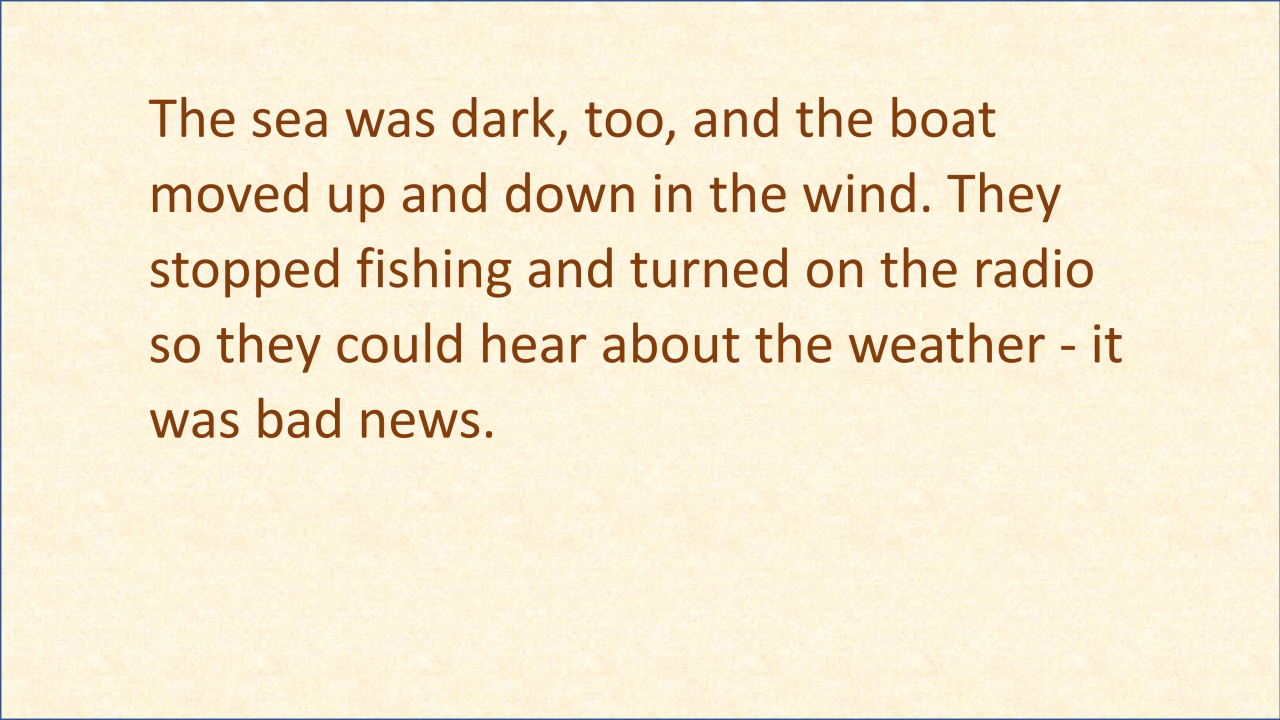 The sea was dark, too, and the boat
moved up and down in the wind. They
stopped fishing and turned on the radio
so they could hear about the weather - it
was bad news.